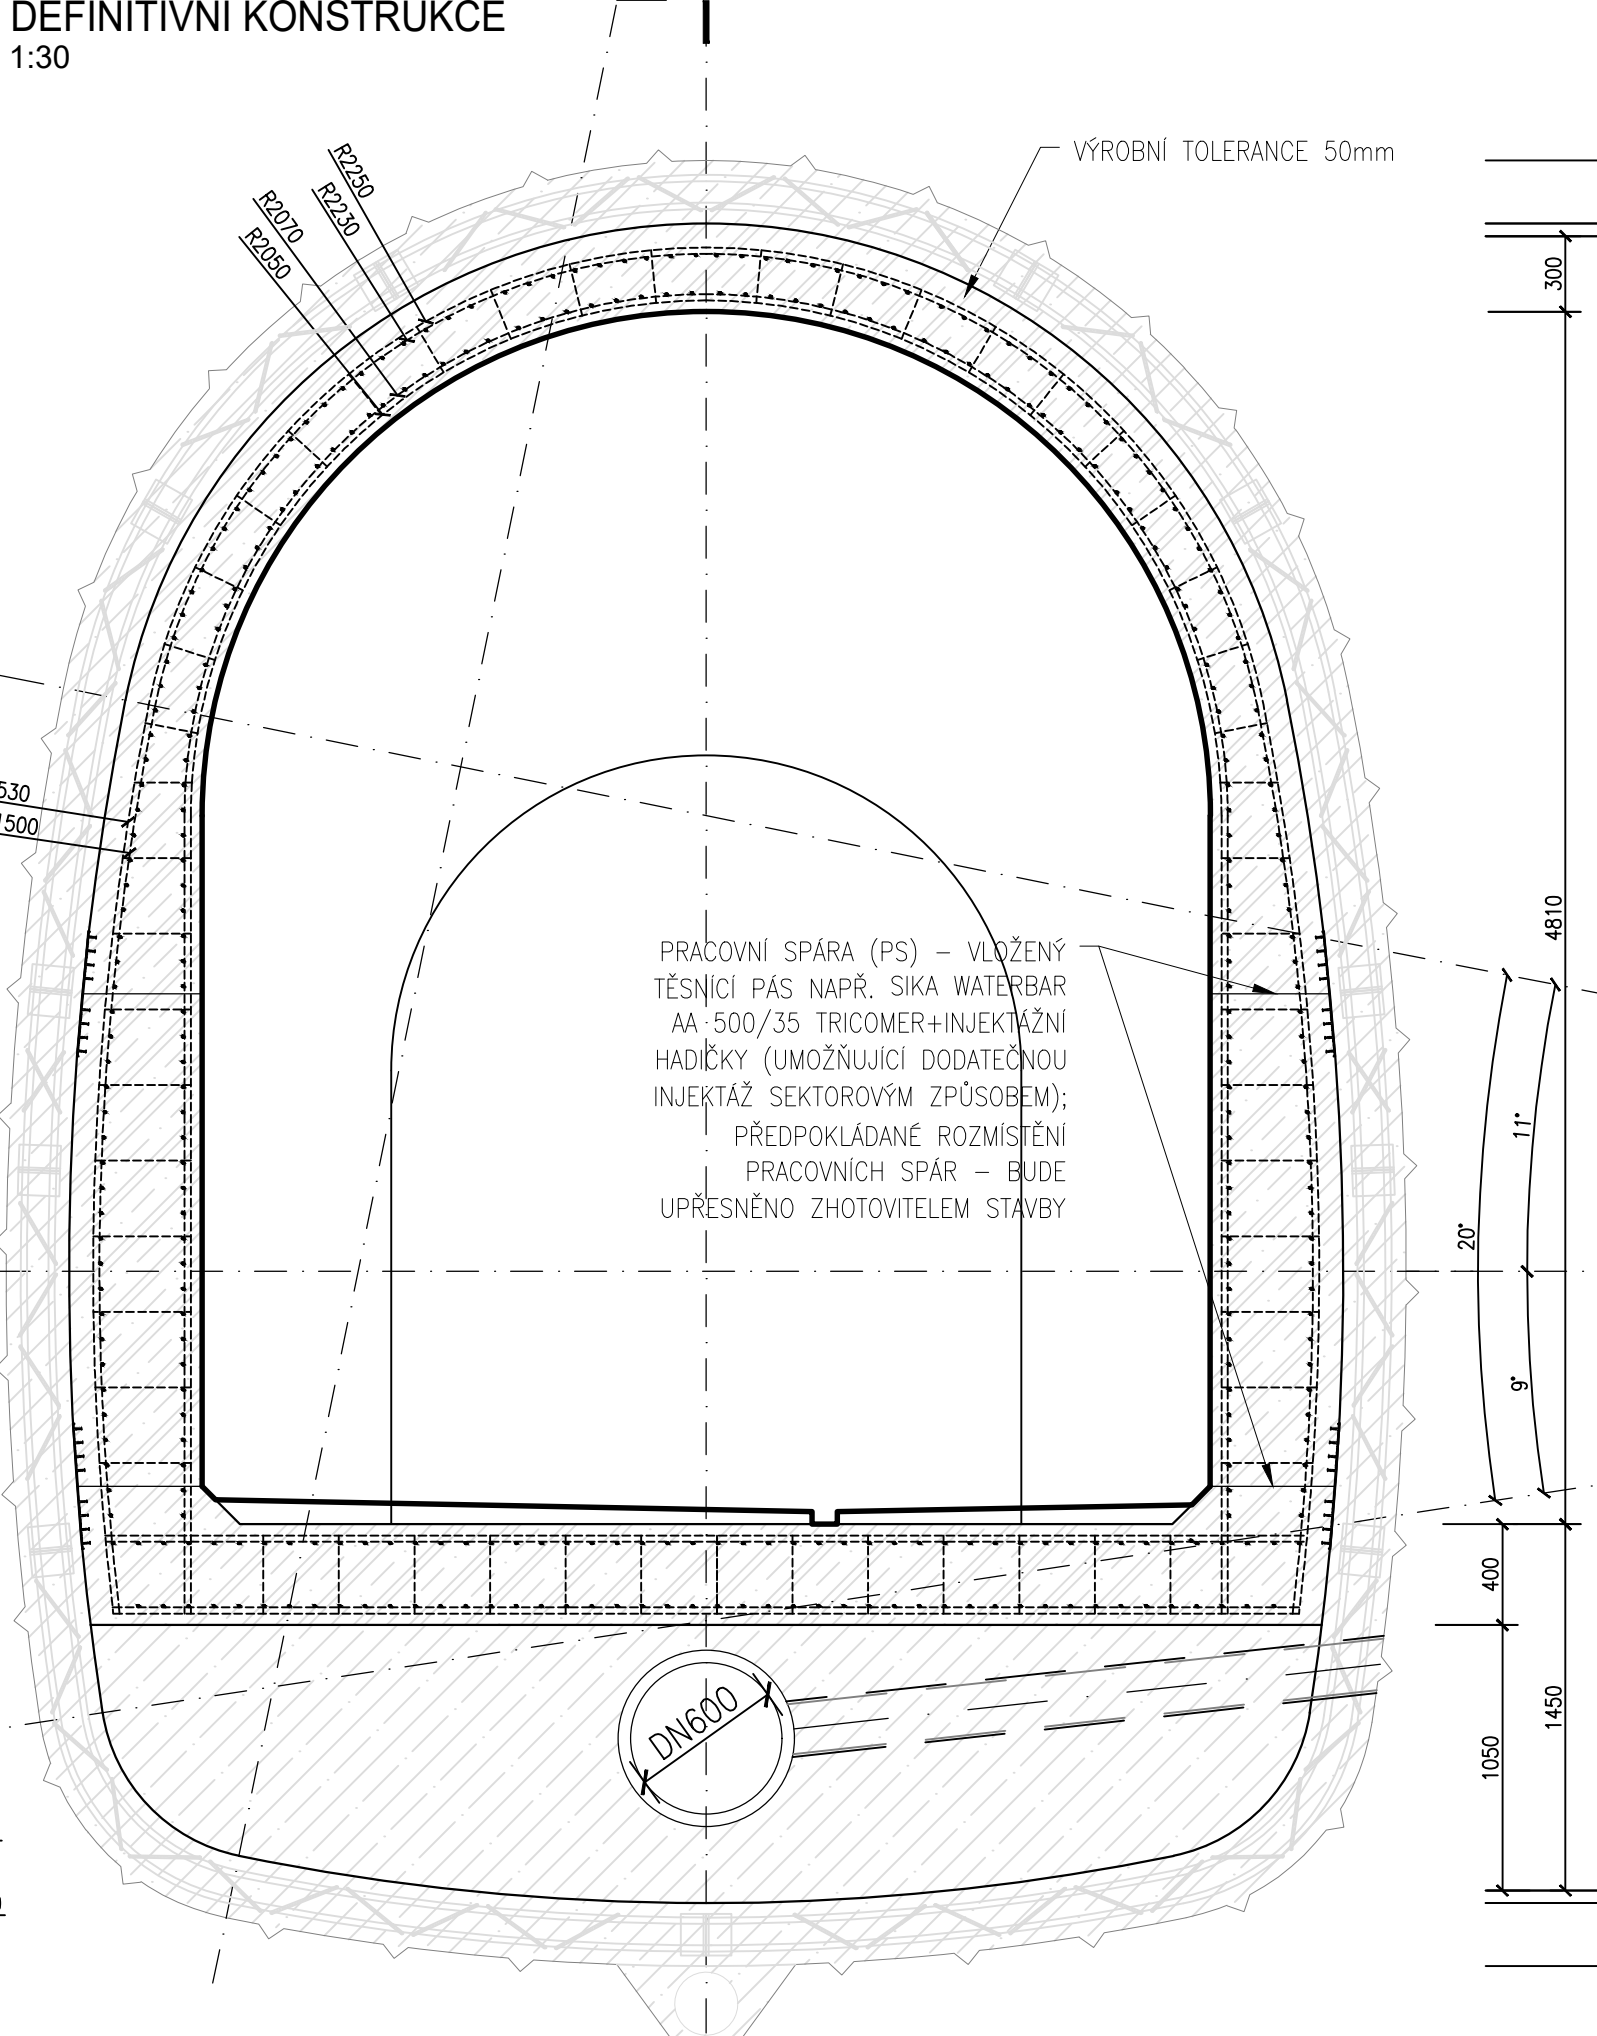 DEFINITIVNÍ KONSTRUKCE
1:30
VÝROBNÍ TOLERANCE 50mm
R2250
R2230
R2070
R2050
300
530
1500
4810
PRACOVNÍ SPÁRA (PS) – VLOŽENÝ
TĚSNÍCÍ PÁS NAPŘ. SIKA WATERBAR
AA 500/35 TRICOMER+INJEKTÁŽNÍ
HADIČKY (UMOŽŇUJÍCÍ DODATEČNOU
INJEKTÁŽ SEKTOROVÝM ZPŮSOBEM);
PŘEDPOKLÁDANÉ ROZMÍSTĚNÍ
PRACOVNÍCH SPÁR – BUDE
UPŘESNĚNO ZHOTOVITELEM STAVBY
11°
20°
9°
400
1450
1050
DN600